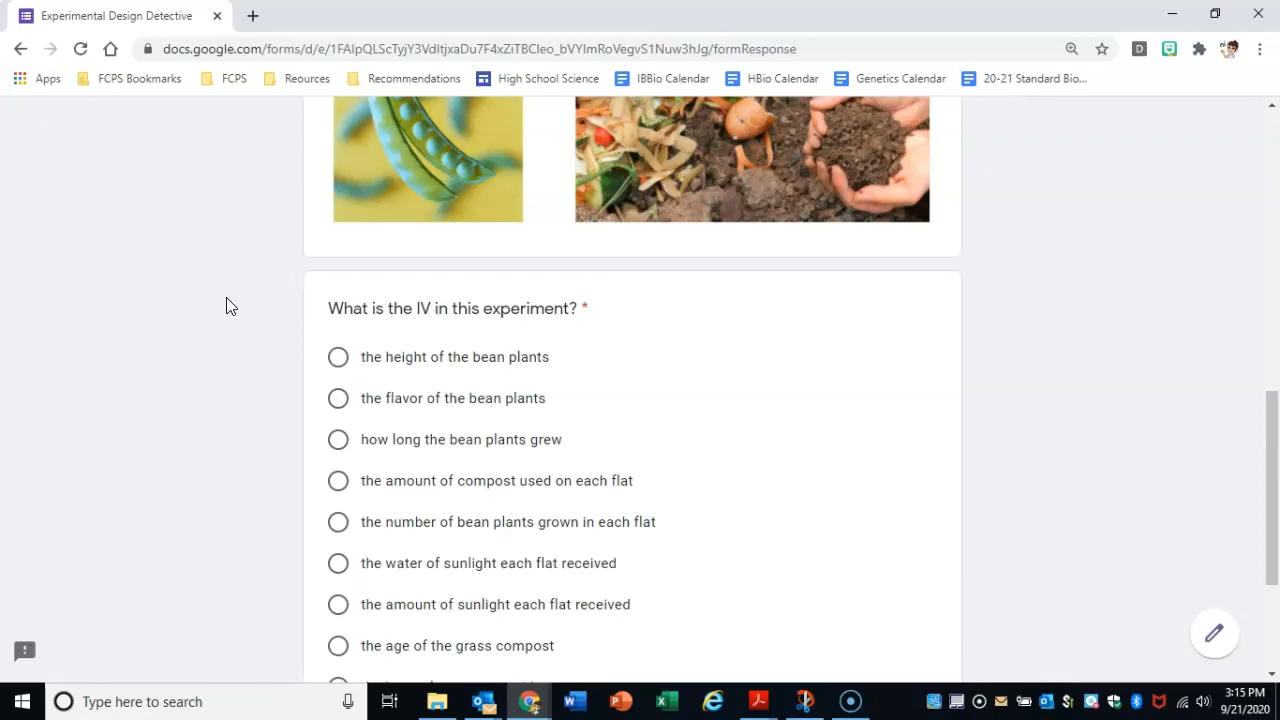 Experimental Design Detective
docs.google.com/forms/d/e/1FAIpQLScTyjY3VdItjxaDu7F4xZiTBCleo_bVYlmRoVegvS1Nuw3hJg/formResponse
Apps FCPS Bookmarks FCPS Reources Recommendations High School Science IBBio Calendar HBio Calendar Genetics Calendar 20-21 Standard Bio...
What is the IV in this experiment? *
the height of the bean plants
the flavor of the bean plants
how long the bean plants grew
the amount of compost used on each flat
the number of bean plants grown in each flat
the water of sunlight each flat received
the amount of sunlight each flat received
the age of the grass compost
Type here to search
3:15 PM
9/21/2020